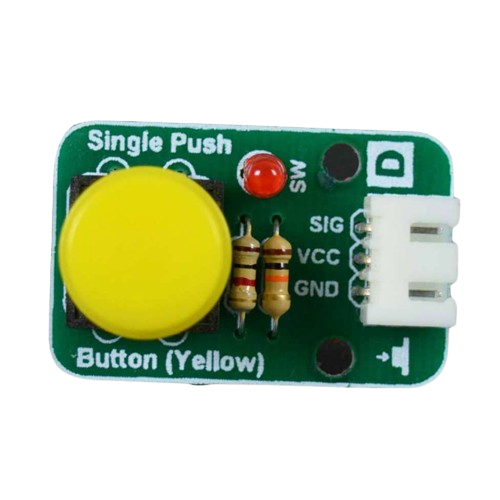 Single Push
SW
D
SIG
VCC
GND
Button (Yellow)